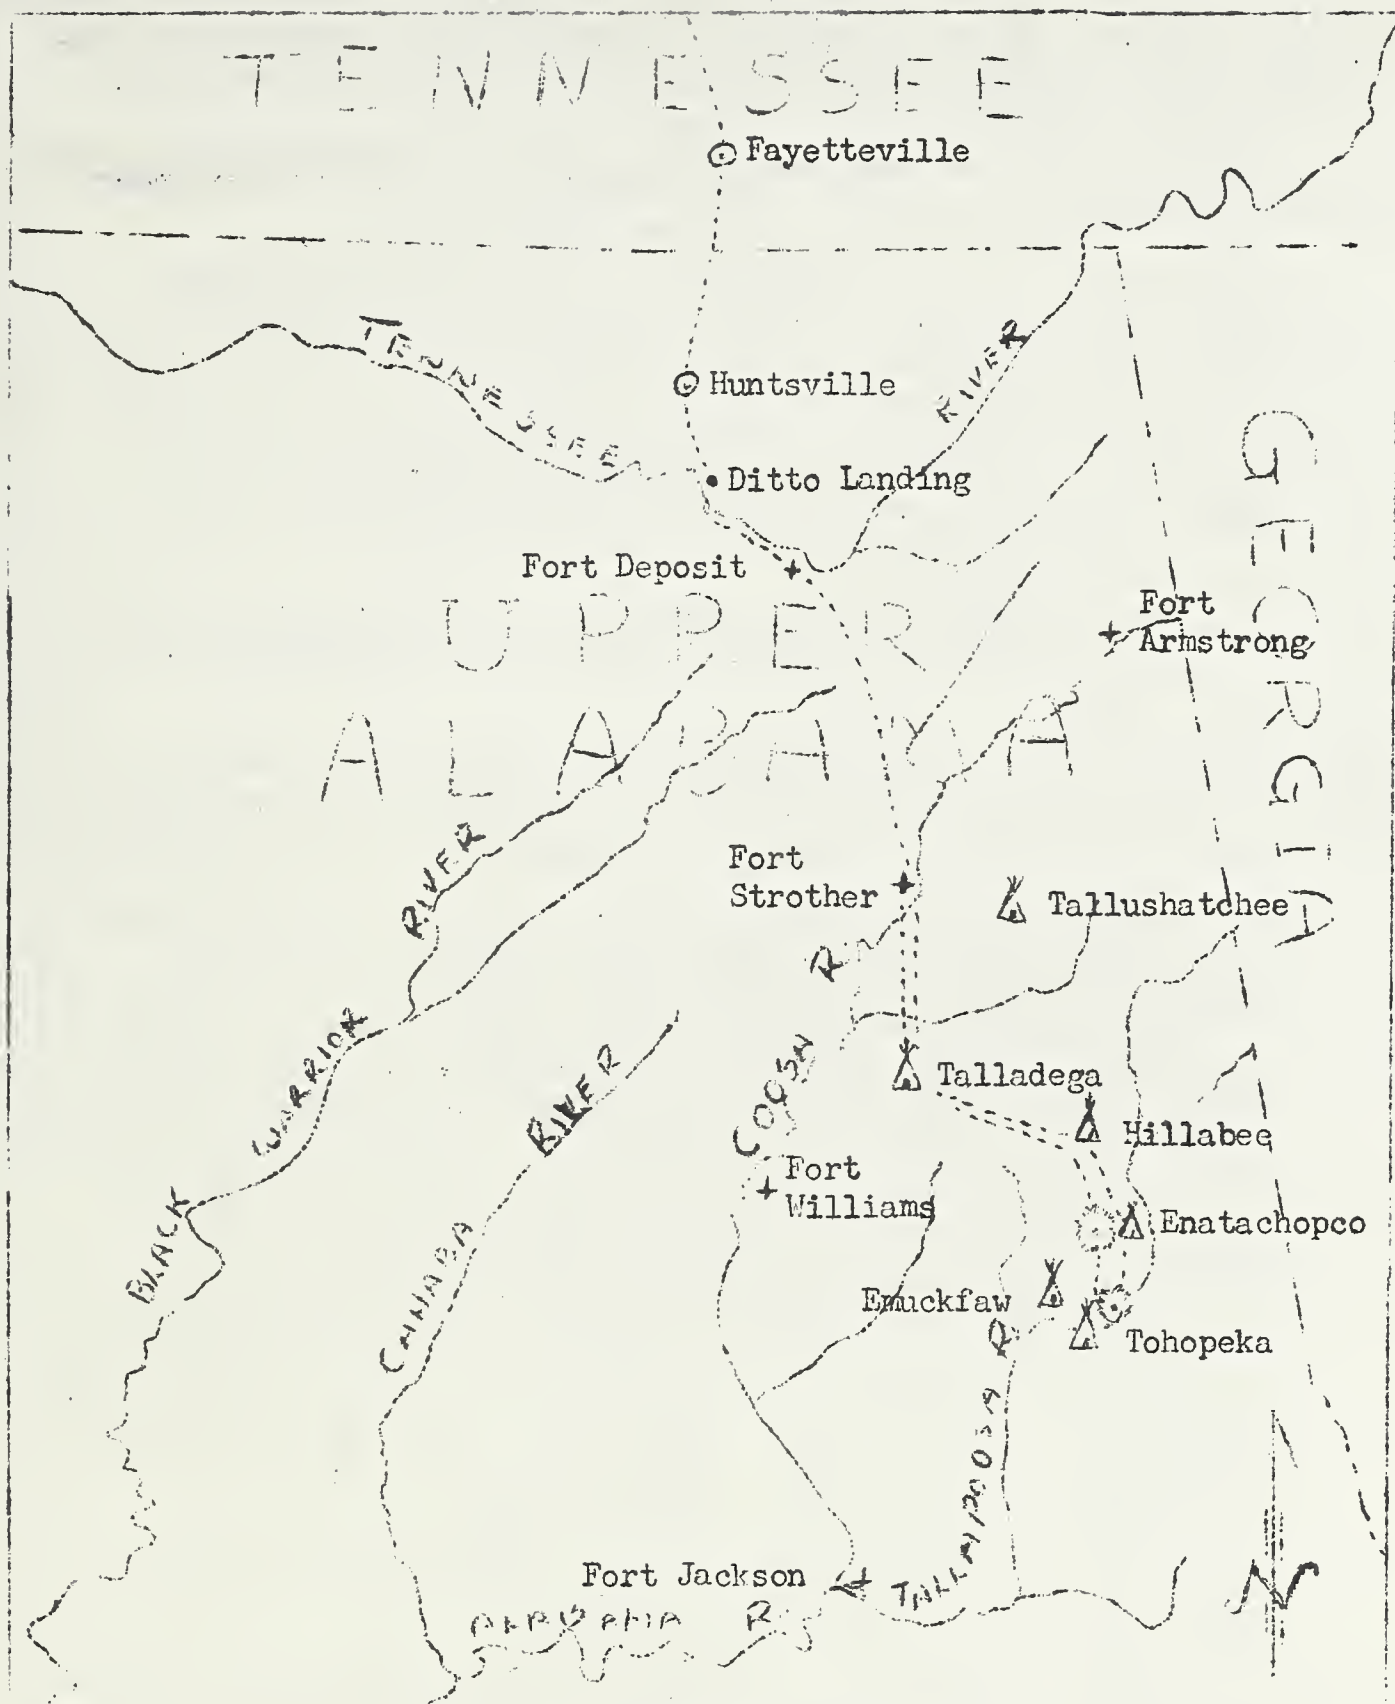 TENNESSEE
Fayetteville
TENNESSEE
RIVER
Huntsville
Ditto Landing
Fort Deposit
GEORGIA
UPPER
ALABAMA
Fort
Armstrong
RIVER
Fort
Strother
Tallushatchee
R
WARRIOR
RIVER
COOSA
Talladega
Hillabee
Fort
Williams
BLACK
CAHABA
Enatachopco
Emuckfaw
R
Tohopeka
TALLAPOOSA
Fort Jackson
ALABAMA R
N